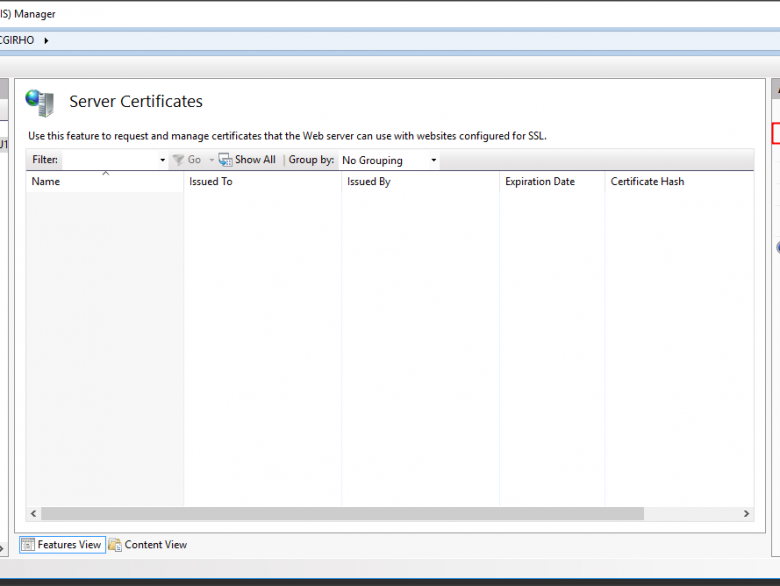 IS) Manager
CGIRHO
Server Certificates
Use this feature to request and manage certificates that the Web server can use with websites configured for SSL.
Filter: Go Show All Group by: No Grouping
Name Issued To Issued By Expiration Date Certificate Hash
U1
Features View Content View